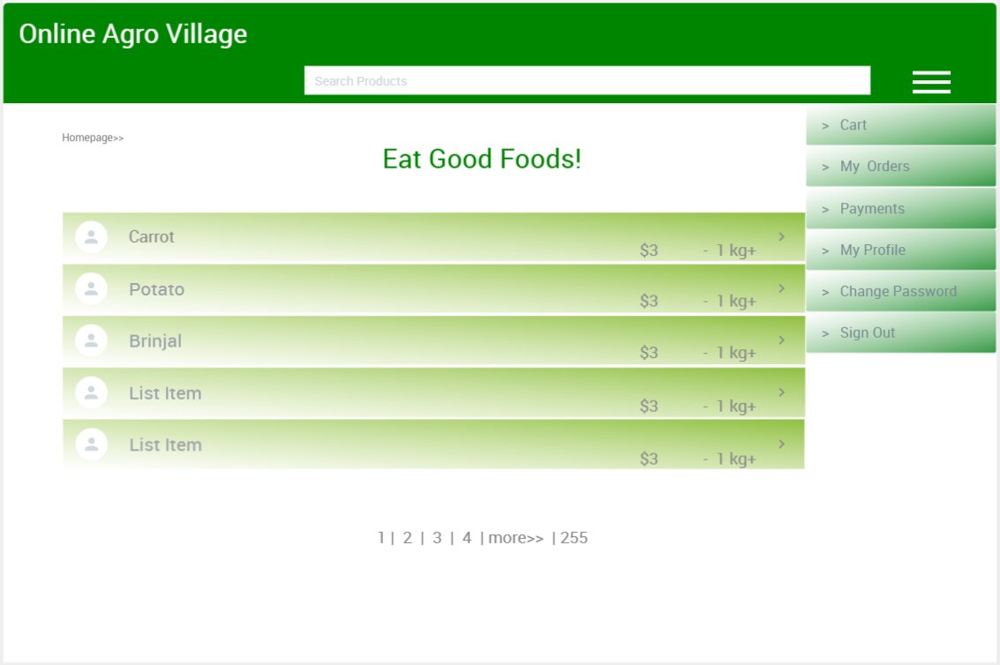 Online Agro Village
Search Products
Homepage>>
Eat Good Foods!
> Cart
> My Orders
> Payments
> My Profile
> Change Password
> Sign Out
Carrot
$3 - 1 kg+ >
Potato
$3 - 1 kg+ >
Brinjal
$3 - 1 kg+ >
List Item
$3 - 1 kg+ >
List Item
$3 - 1 kg+ >
1 | 2 | 3 | 4 | more>> | 255